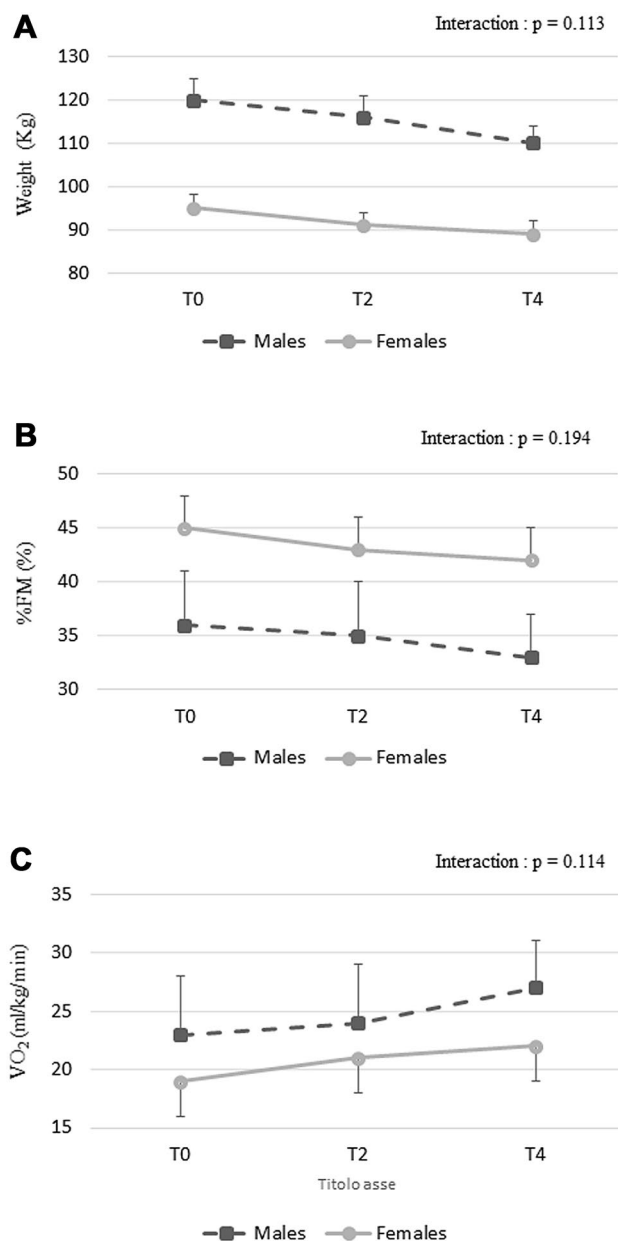 A
Interaction : p = 0.113
Weight (Kg)
130
120
110
100
90
80
T0 T2 T4
Males Females
B
Interaction : p = 0.194
%FM (%)
50
45
40
35
30
T0 T2 T4
Males Females
C
Interaction : p = 0.114
VO2 (ml/kg/min)
35
30
25
20
15
T0 T2 T4
Titolo asse
Males Females